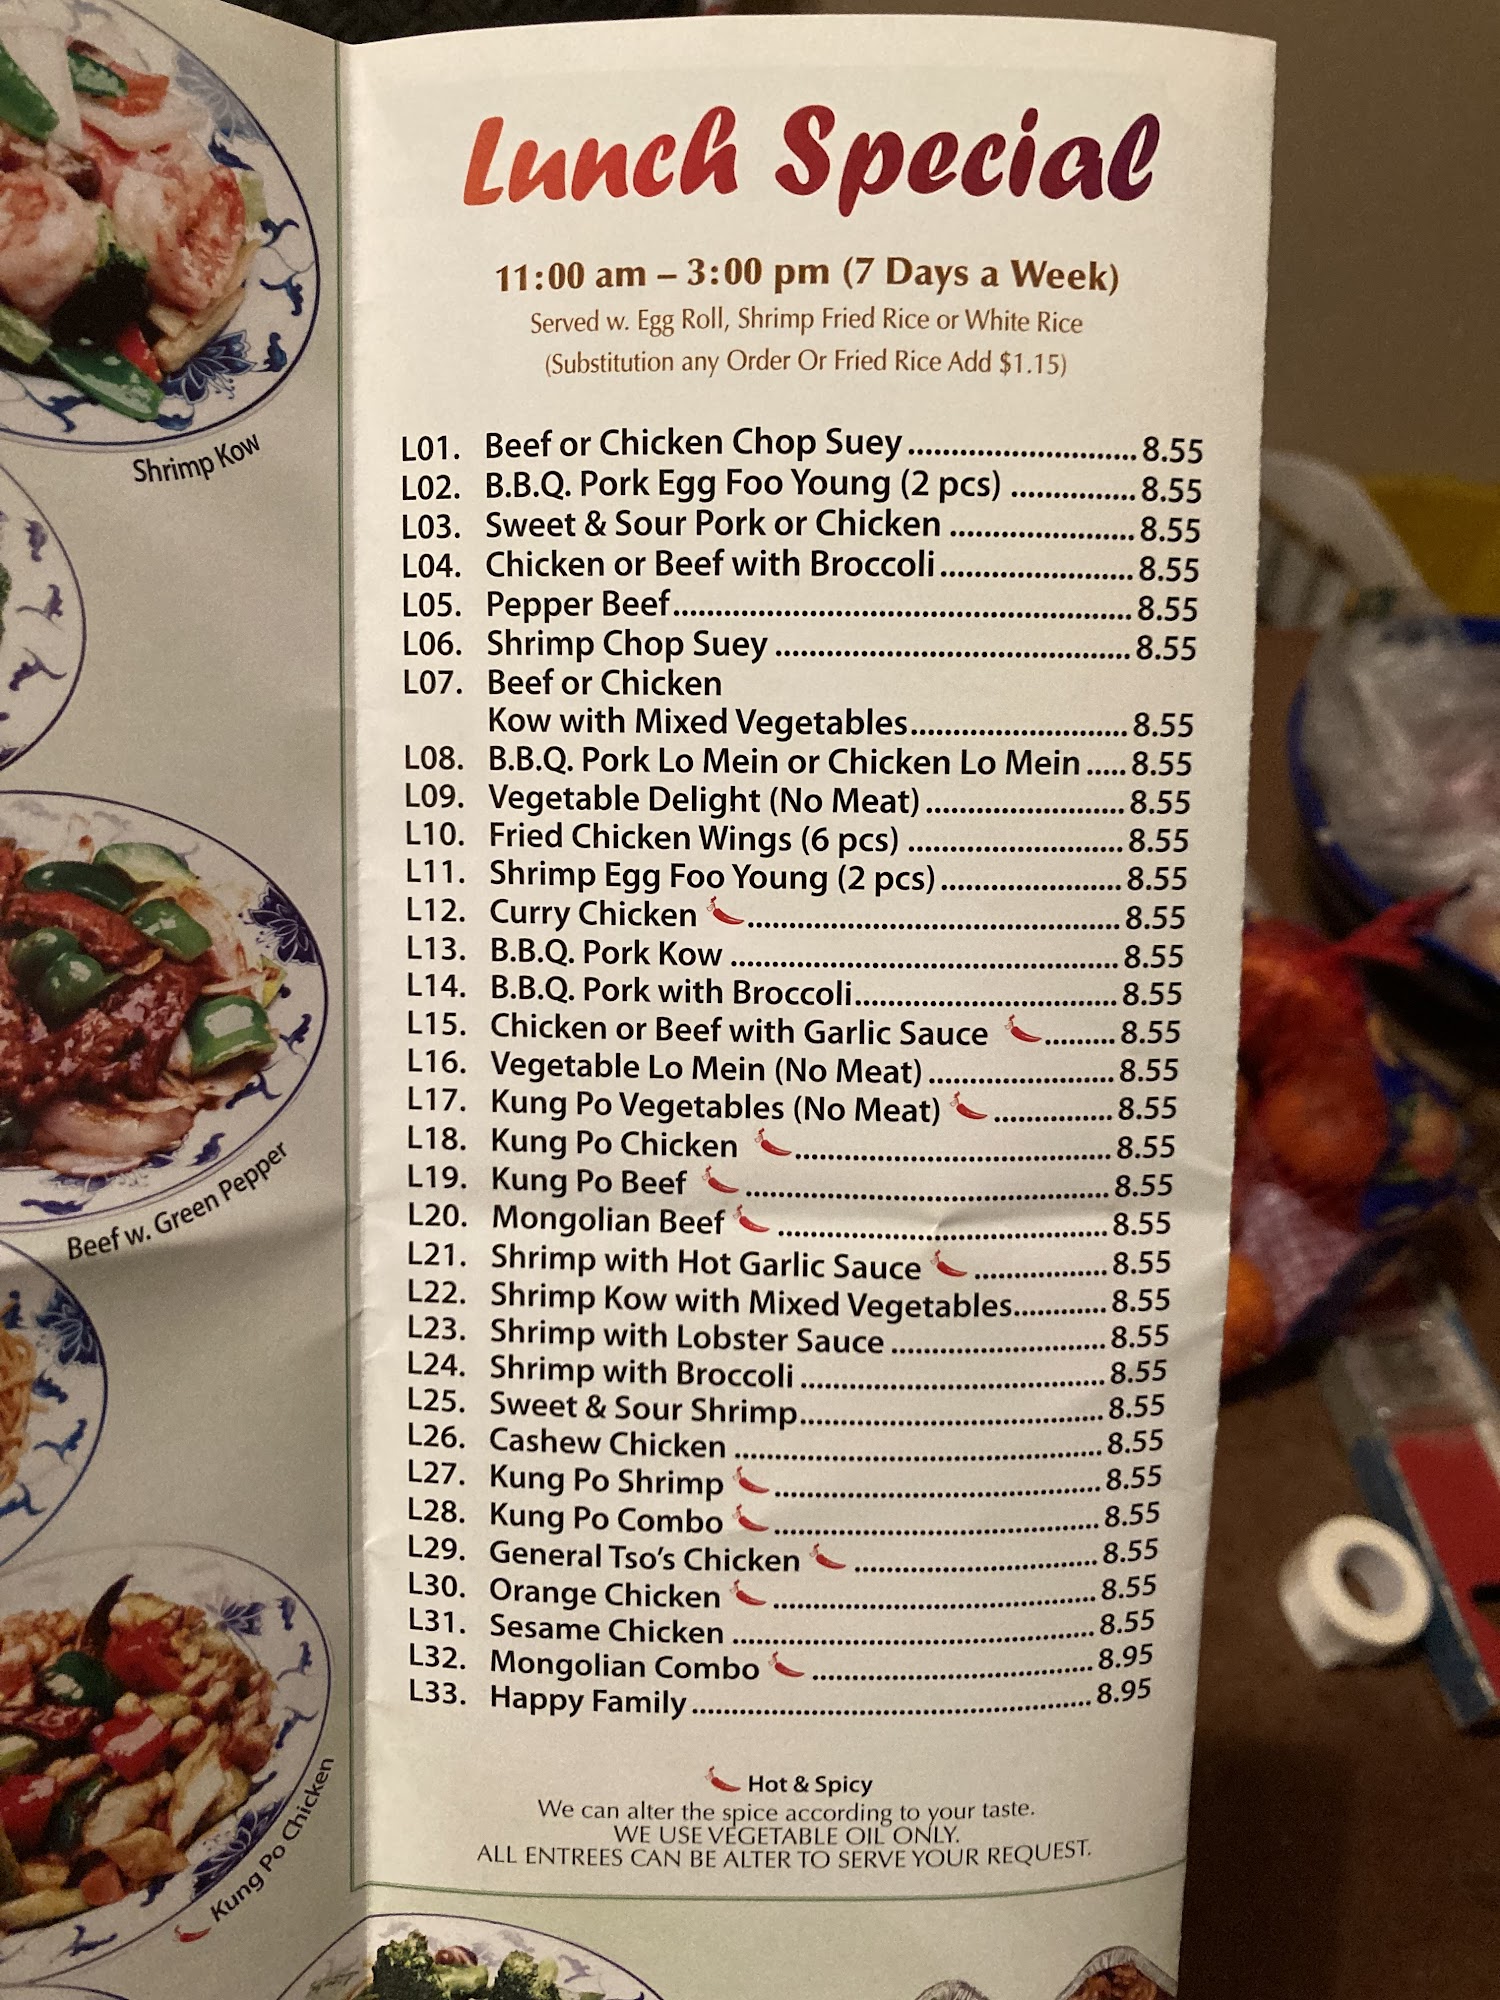 Lunch Special
11:00 am – 3:00 pm (7 Days a Week)
Served w. Egg Roll, Shrimp Fried Rice or White Rice
(Substitution any Order Or Fried Rice Add $1.15)
L01. Beef or Chicken Chop Suey...........................8.55
L02. B.B.Q. Pork Egg Foo Young (2 pcs) ...............8.55
L03. Sweet & Sour Pork or Chicken ......................8.55
L04. Chicken or Beef with Broccoli.......................8.55
L05. Pepper Beef......................................................8.55
L06. Shrimp Chop Suey ..........................................8.55
L07. Beef or Chicken
Kow with Mixed Vegetables..........................8.55
L08. B.B.Q. Pork Lo Mein or Chicken Lo Mein .....8.55
L09. Vegetable Delight (No Meat) ........................8.55
L10. Fried Chicken Wings (6 pcs) ..........................8.55
L11. Shrimp Egg Foo Young (2 pcs) ......................8.55
L12. Curry Chicken ............................................8.55
L13. B.B.Q. Pork Kow ..............................................8.55
L14. B.B.Q. Pork with Broccoli...............................8.55
L15. Chicken or Beef with Garlic Sauce .........8.55
L16. Vegetable Lo Mein (No Meat) ......................8.55
L17. Kung Po Vegetables (No Meat) ..............8.55
L18. Kung Po Chicken ......................................8.55
L19. Kung Po Beef ...........................................8.55
L20. Mongolian Beef .......................................8.55
L21. Shrimp with Hot Garlic Sauce ................8.55
L22. Shrimp Kow with Mixed Vegetables...........8.55
L23. Shrimp with Lobster Sauce ..........................8.55
L24. Shrimp with Broccoli ....................................8.55
L25. Sweet & Sour Shrimp....................................8.55
L26. Cashew Chicken ............................................8.55
L27. Kung Po Shrimp .......................................8.55
L28. Kung Po Combo .......................................8.55
L29. General Tso's Chicken .............................8.55
L30. Orange Chicken .......................................8.55
L31. Sesame Chicken ...........................................8.55
L32. Mongolian Combo ..................................8.95
L33. Happy Family ................................................8.95
Hot & Spicy
We can alter the spice according to your taste.
WE USE VEGETABLE OIL ONLY.
ALL ENTREES CAN BE ALTER TO SERVE YOUR REQUEST.
Shrimp Kow
Beef w. Green Pepper
Kung Po Chicken